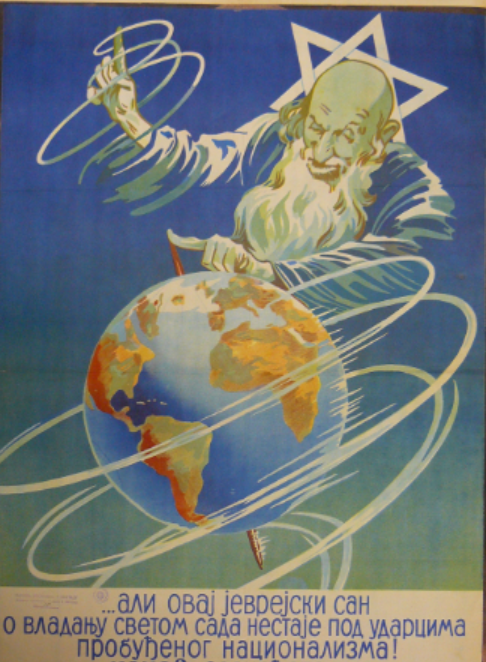 ...али овај јеврејски сан
о владању светом сада нестаје под ударцима
пробуђеног национализма!